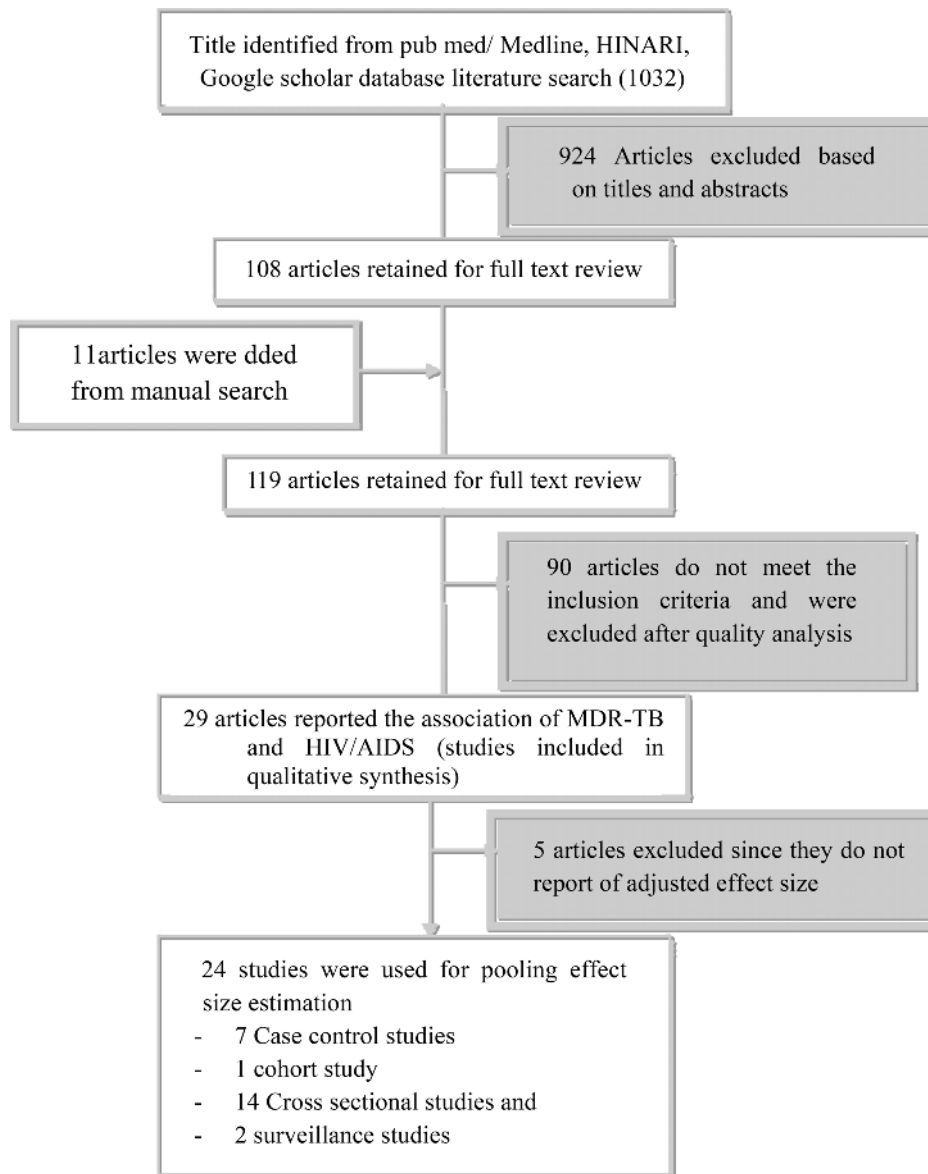 Title identified from pub med/ Medline, HINARI,
Google scholar database literature search (1032)
924 Articles excluded based
on titles and abstracts
108 articles retained for full text review
11articles were dded
from manual search
119 articles retained for full text review
90 articles do not meet the
inclusion criteria and were
excluded after quality analysis
29 articles reported the association of MDR-TB
and HIV/AIDS (studies included in
qualitative synthesis)
5 articles excluded since they do not
report of adjusted effect size
24 studies were used for pooling effect
size estimation
- 7 Case control studies
- 1 cohort study
- 14 Cross sectional studies and
- 2 surveillance studies